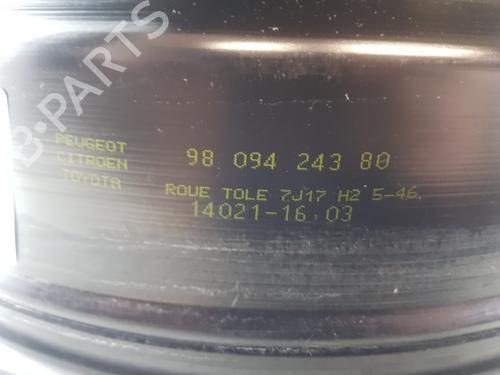 B-PARTS
PEUGEOT
CITROEN
TOYOTA
98 094 243 80
ROUE TOLE 7J17 H2 5-46.
14021-16.03